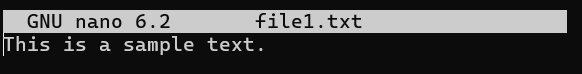 GNU nano 6.2 file1.txt
This is a sample text.